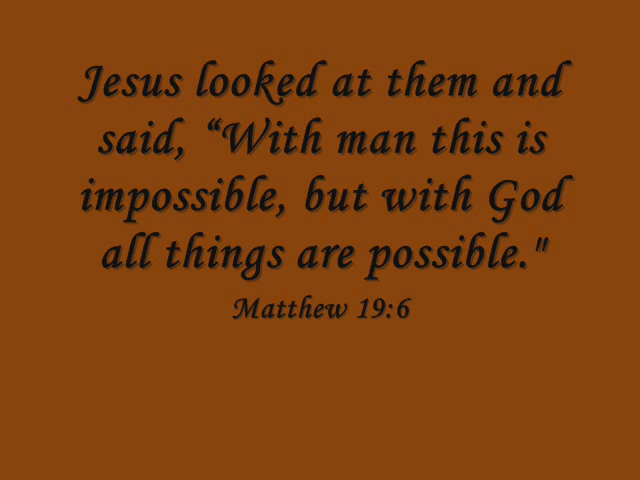 Jesus looked at them and
said, “With man this is
impossible, but with God
all things are possible."
Matthew 19:6